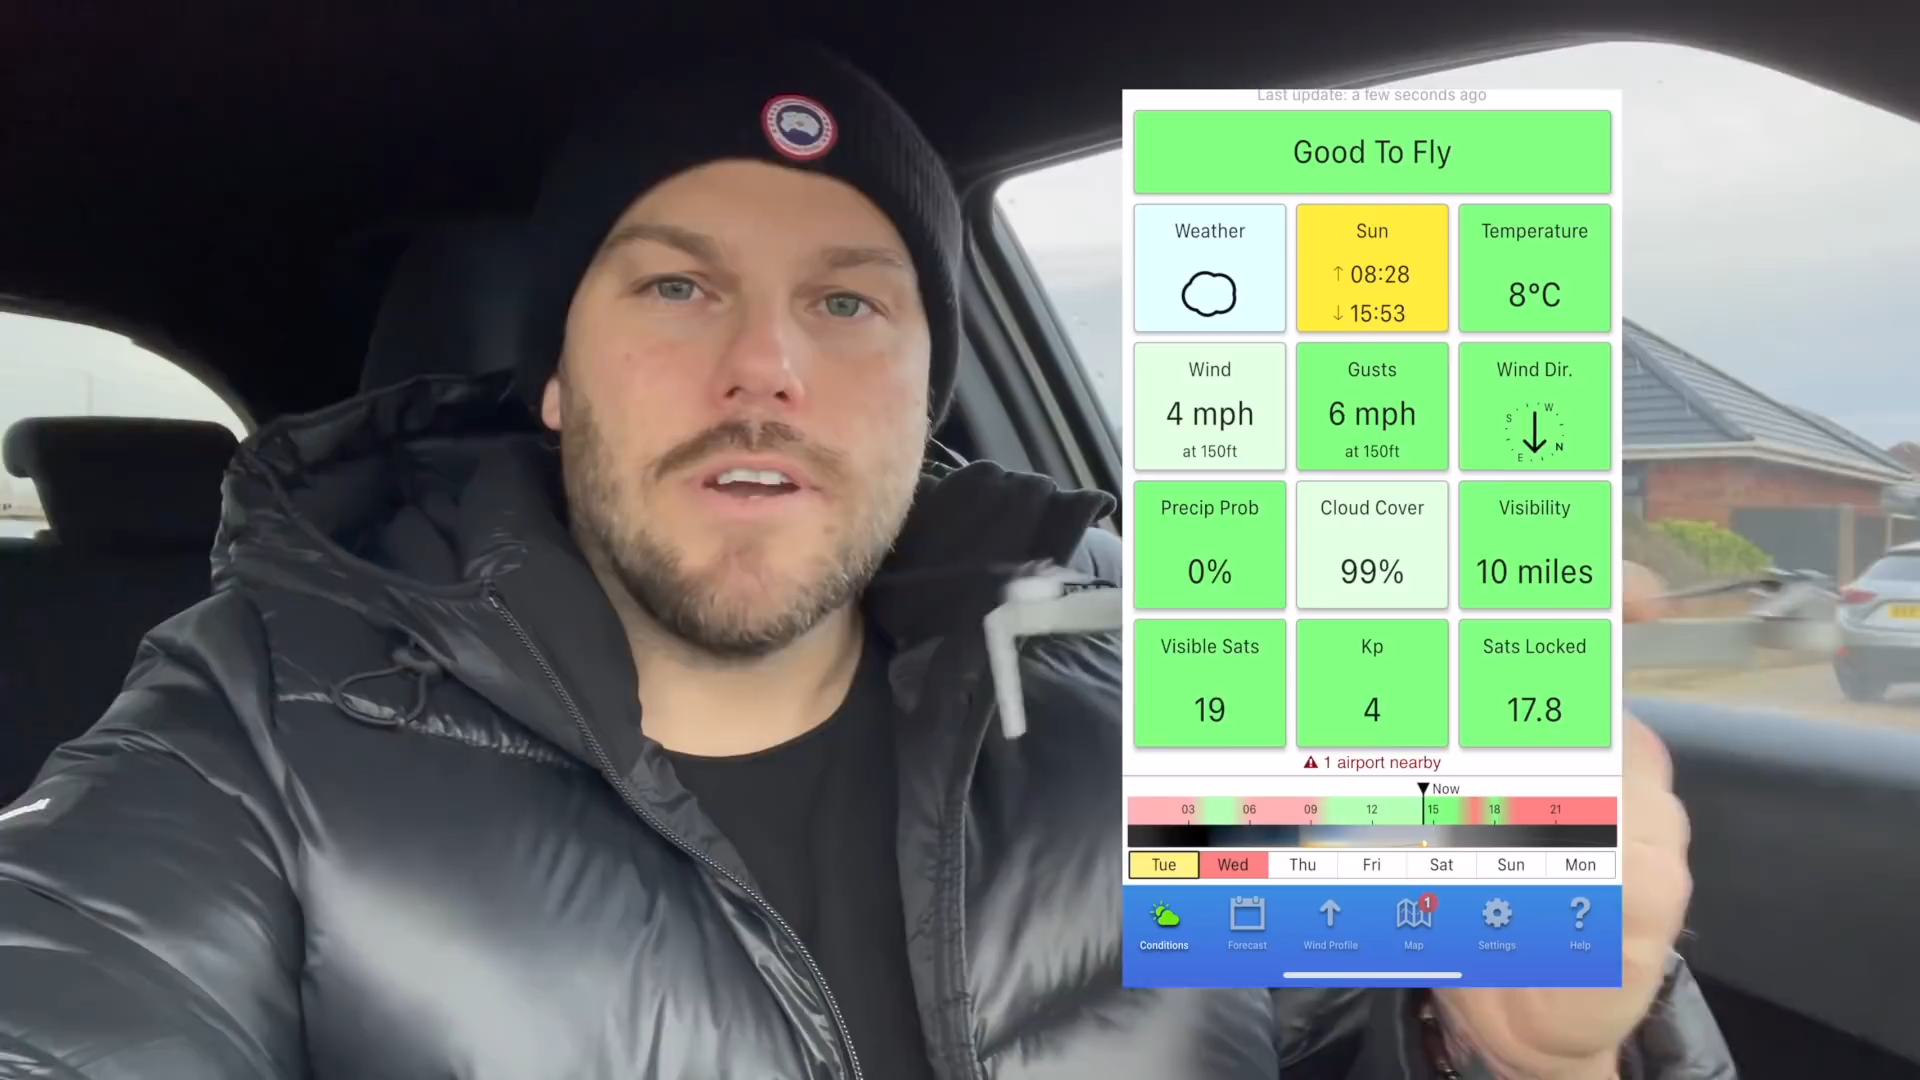 Last update: a few seconds ago
Good To Fly
Weather
Sun
↑ 08:28
↓ 15:53
Temperature
8°C
Wind
4 mph
at 150ft
Gusts
6 mph
at 150ft
Wind Dir.
S W
E N
Precip Prob
0%
Cloud Cover
99%
Visibility
10 miles
Visible Sats
19
Kp
4
Sats Locked
17.8
1 airport nearby
Now
03 06 09 12 15 18 21
Tue Wed Thu Fri Sat Sun Mon
1
Conditions Forecast Wind Profile Map Settings Help